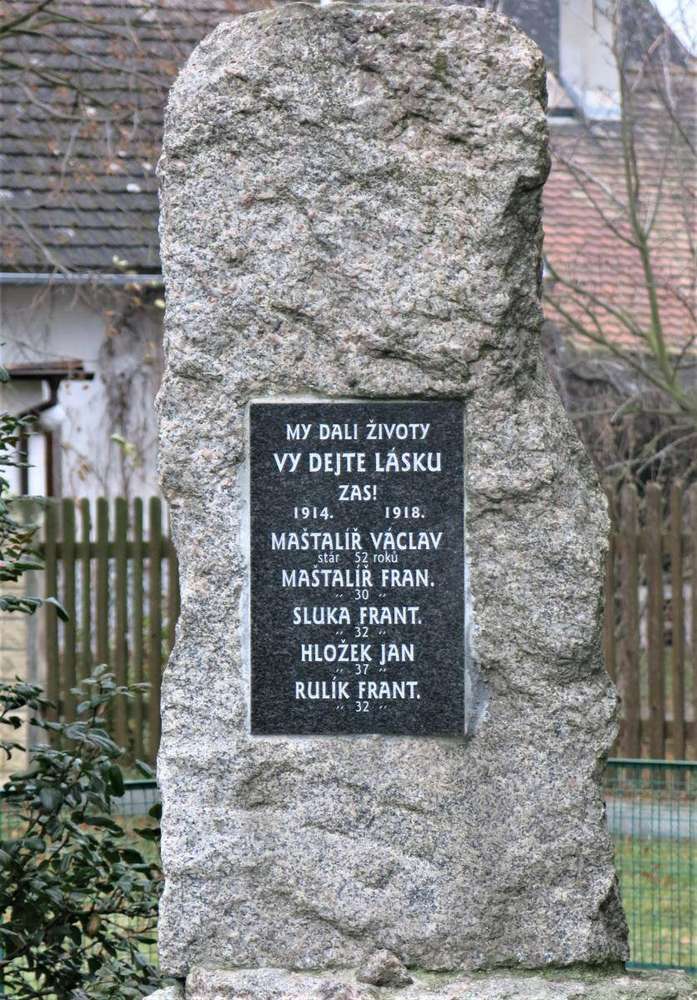 MY DALI ŽIVOTY
VY DEJTE LÁSKU
ZAS!
1914. 1918.
MAŠTALÍŘ VÁCLAV
stár 52 roků
MAŠTALÍŘ FRAN.
〃 30 〃
SLUKA FRANT.
〃 32 〃
HLOŽEK JAN
〃 37 〃
RULÍK FRANT.
〃 32 〃